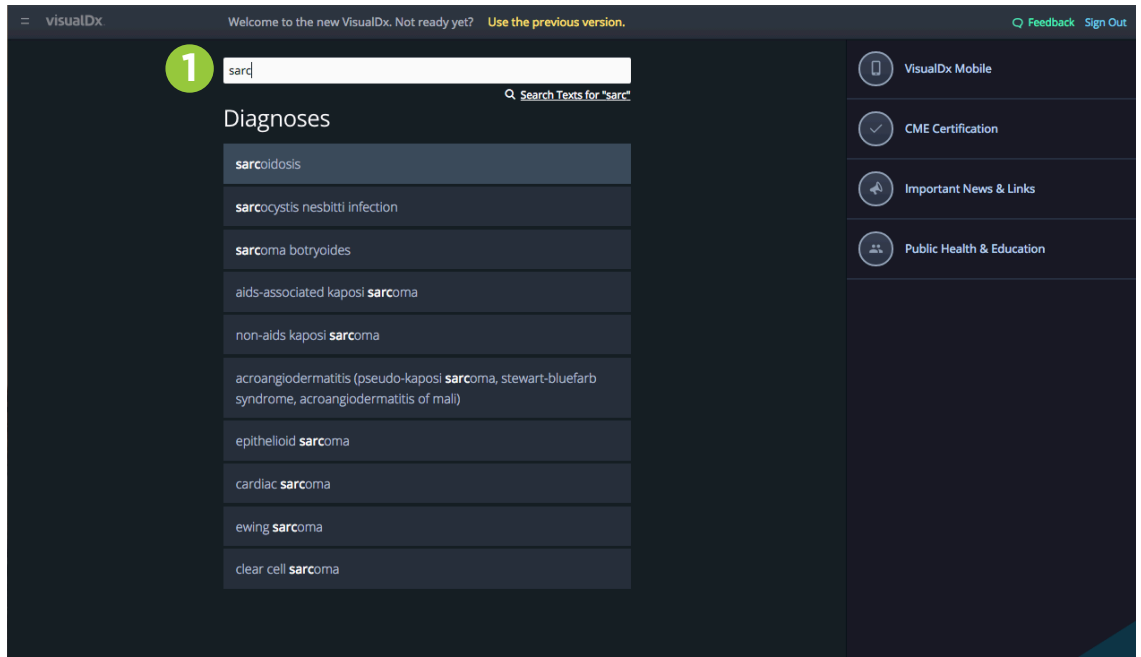 visualDx
Welcome to the new VisualDx. Not ready yet? Use the previous version.
Feedback Sign Out
1
sarc
Search Texts for "sarc"
Diagnoses
sarcoidosis
sarcocystis nesbitti infection
sarcoma botryoides
aids-associated kaposi sarcoma
non-aids kaposi sarcoma
acroangiodermatitis (pseudo-kaposi sarcoma, stewart-bluefarb
syndrome, acroangiodermatitis of mali)
epithelioid sarcoma
cardiac sarcoma
ewing sarcoma
clear cell sarcoma
VisualDx Mobile
CME Certification
Important News & Links
Public Health & Education